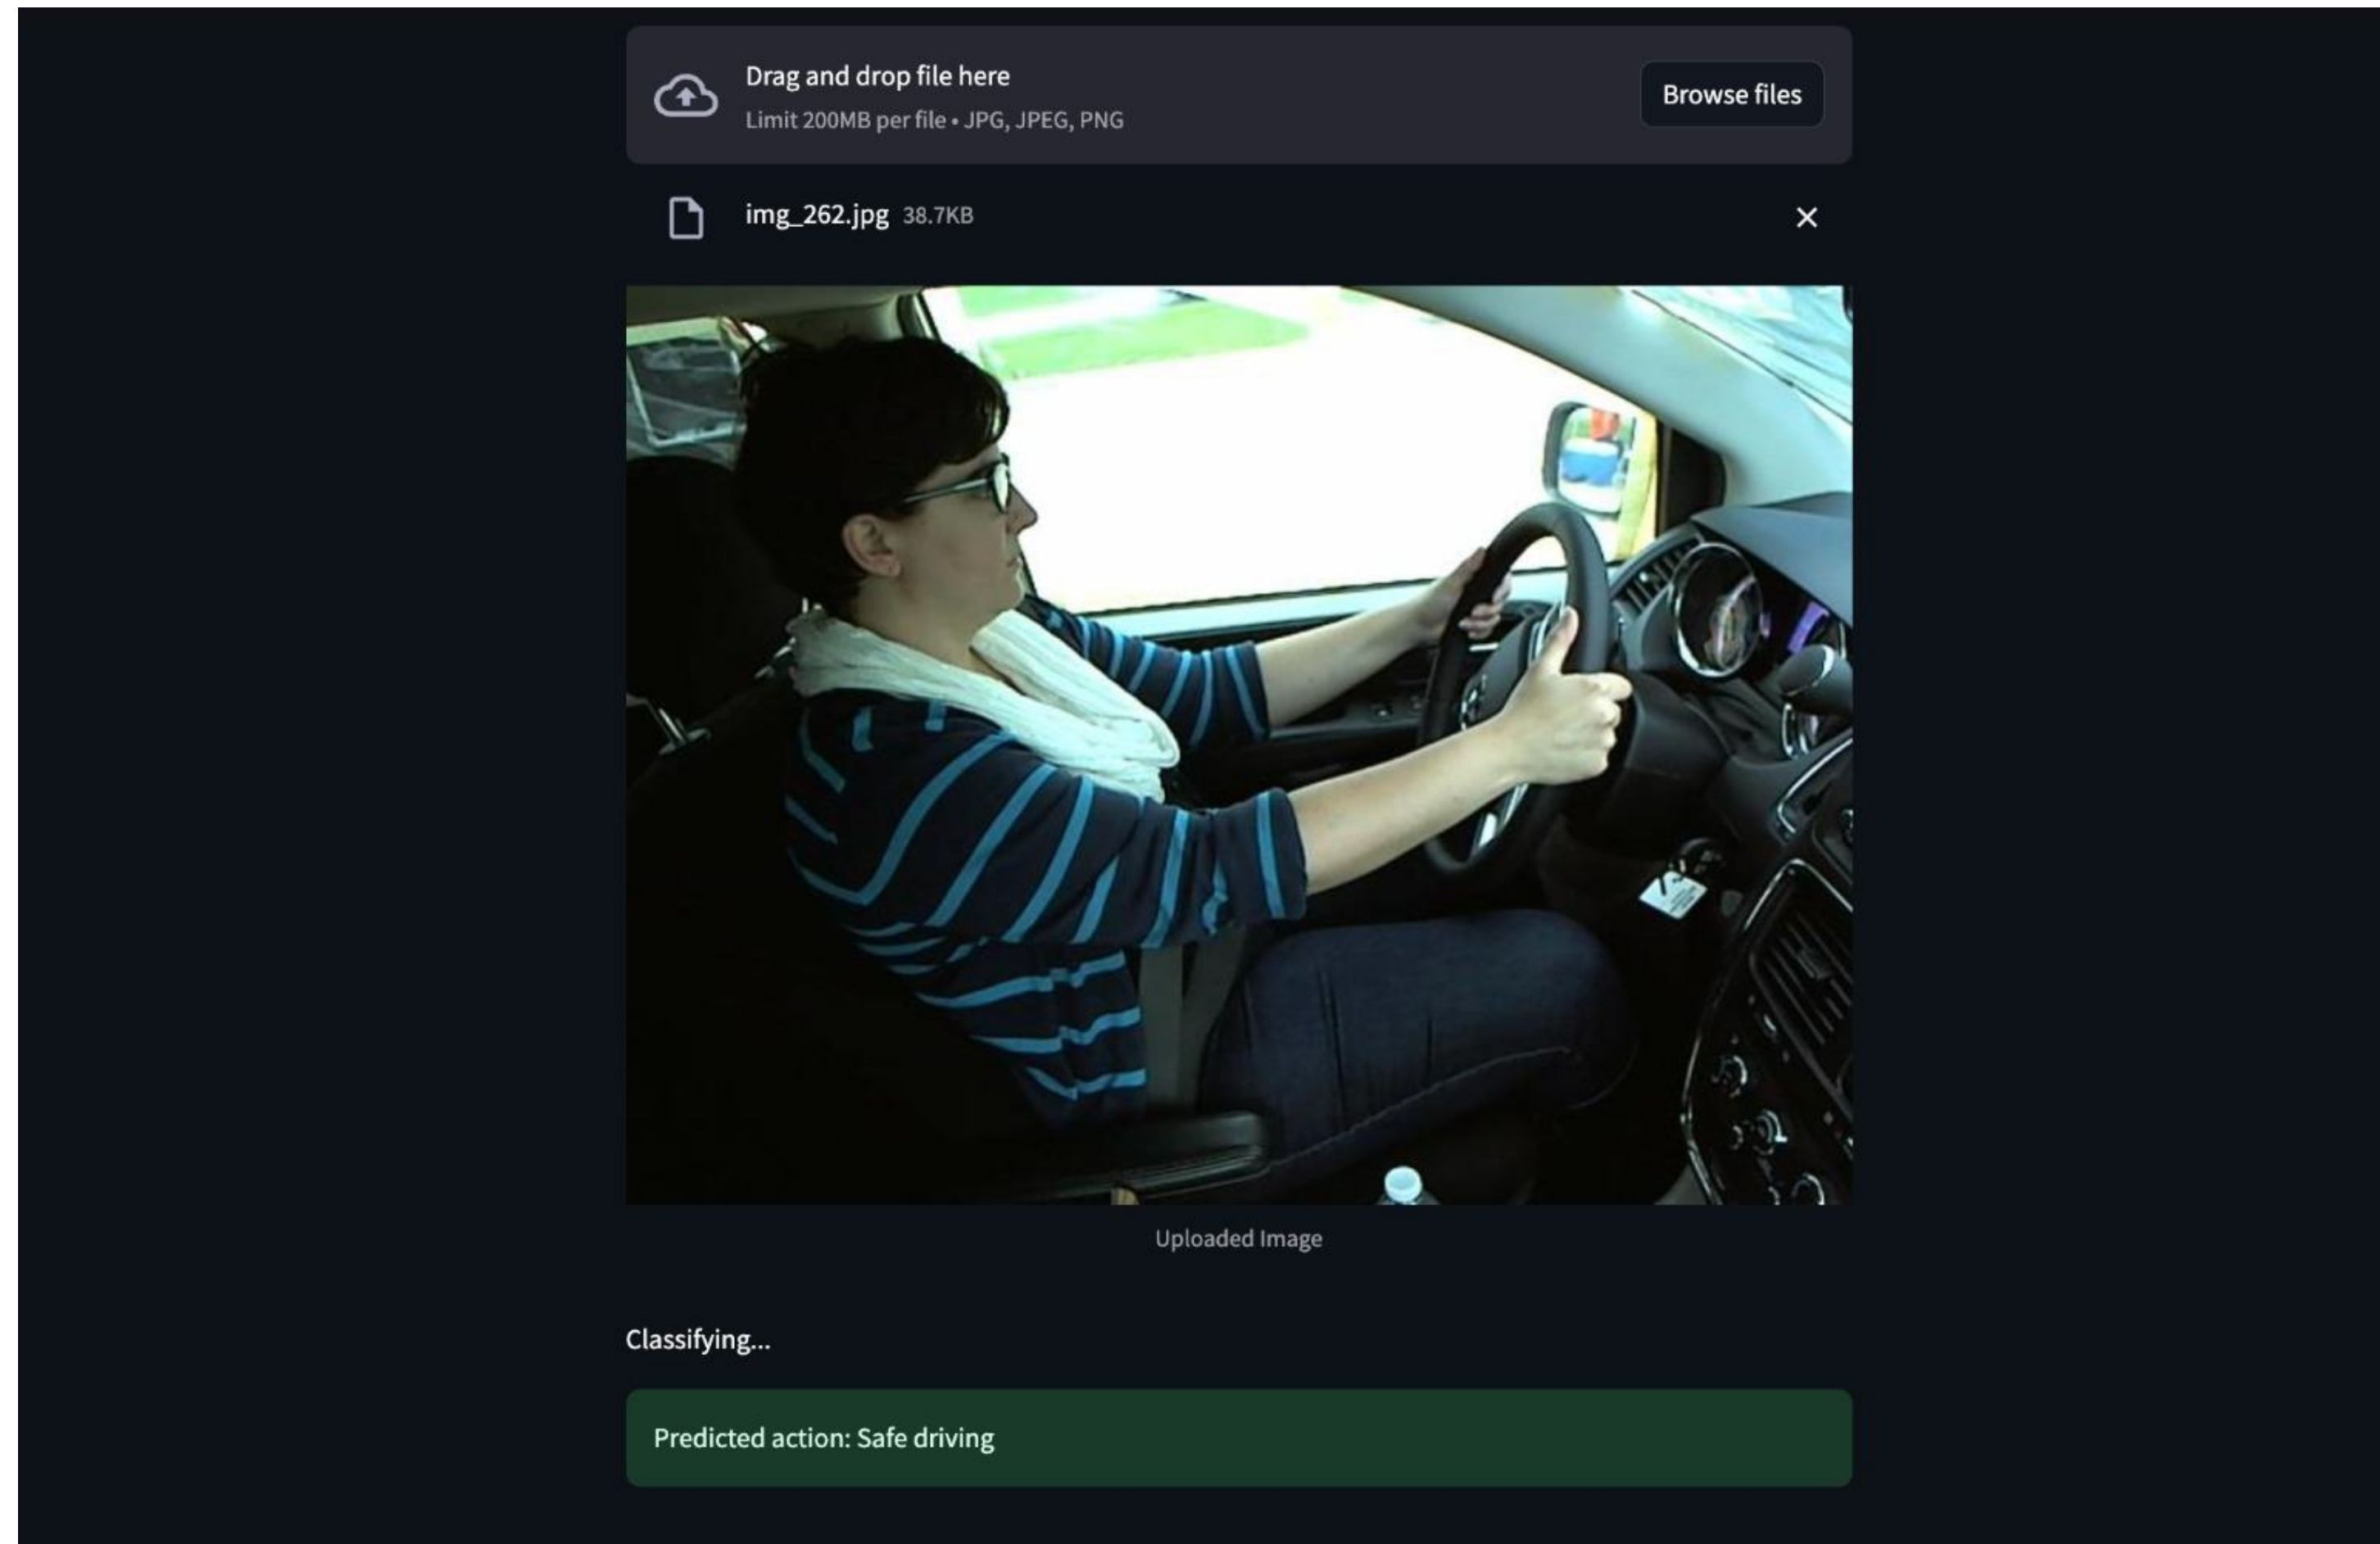 Drag and drop file here
Browse files
Limit 200MB per file • JPG, JPEG, PNG
img_262.jpg 38.7KB
Uploaded Image
Classifying...
Predicted action: Safe driving